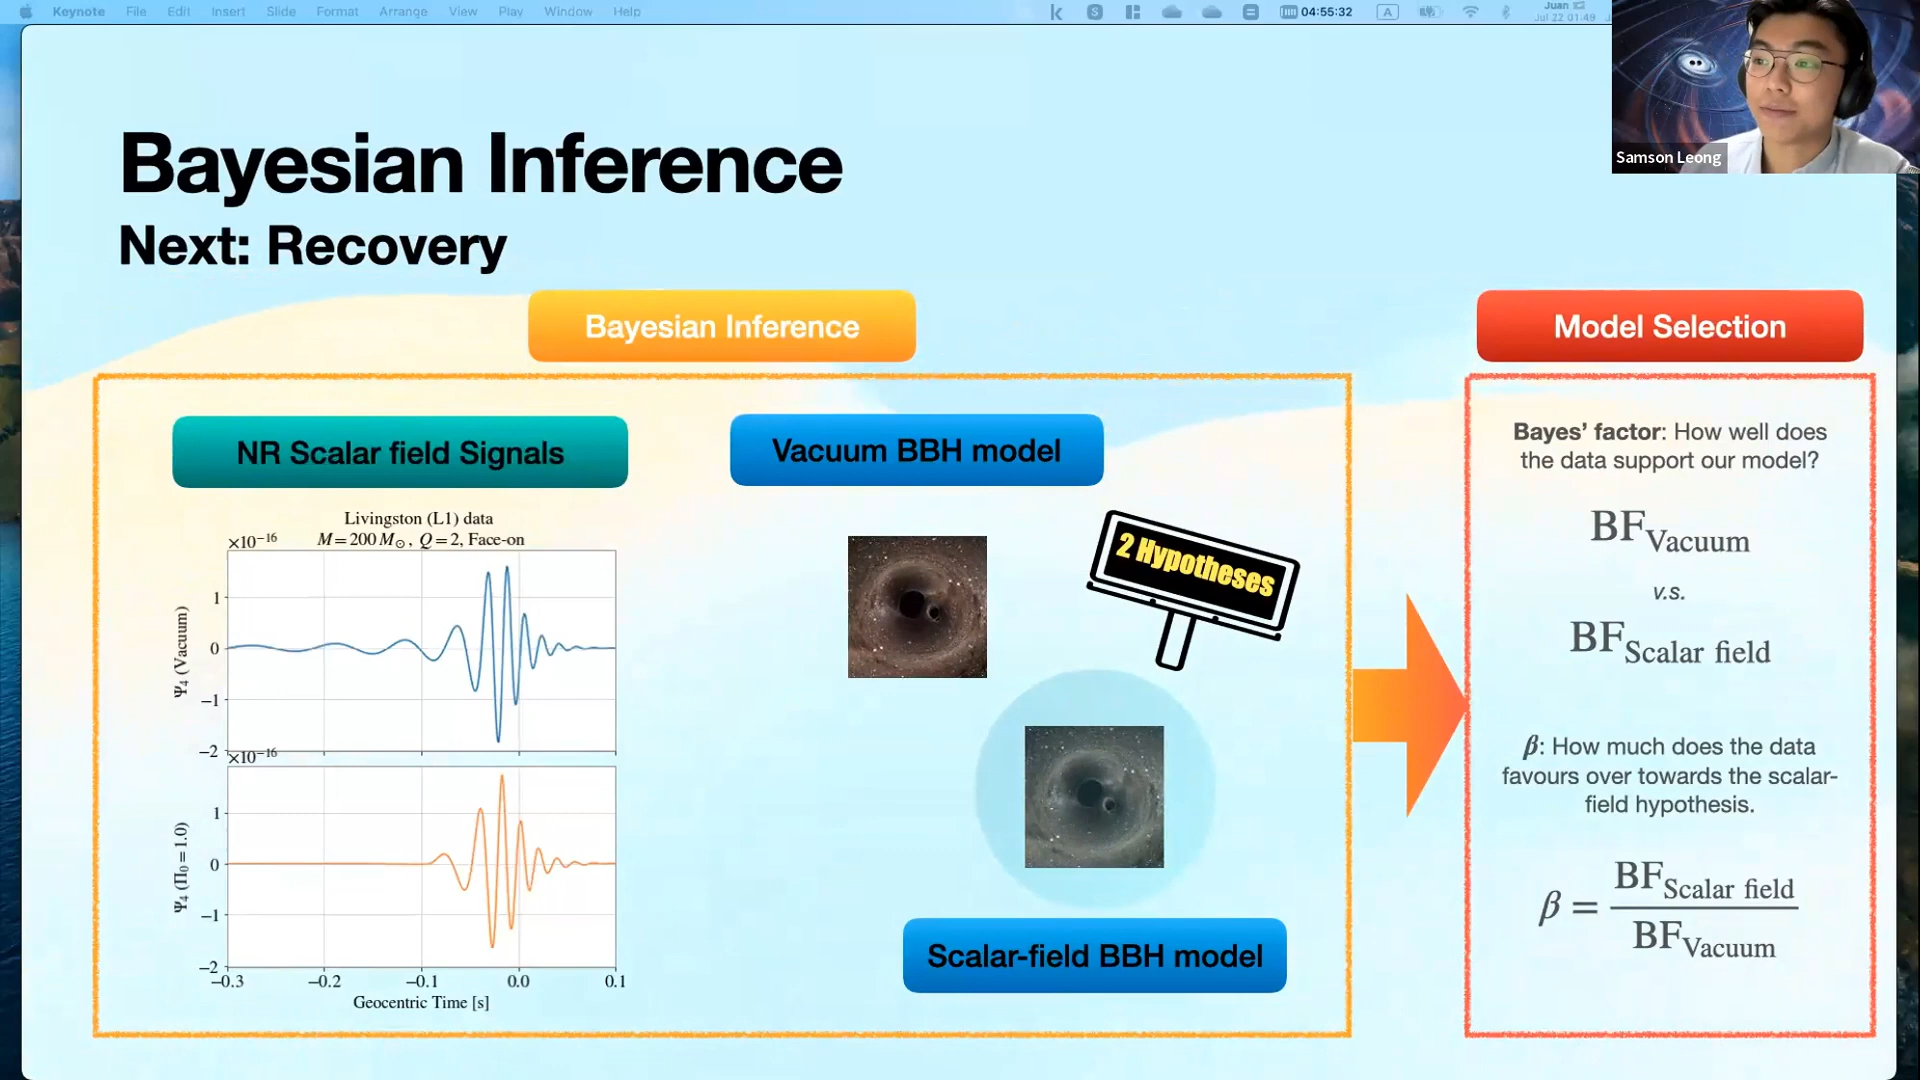 Keynote File Edit Insert Slide Format Arrange View Play Window Help
04:55:32
A
Juan
Jul 22 01:49
Samson Leong
Bayesian Inference
Next: Recovery
Bayesian Inference
Model Selection
NR Scalar field Signals
Vacuum BBH model
2 Hypotheses
Livingston (L1) data
M = 200 M⊙, Q = 2, Face-on
×10⁻¹⁶
1
0
−1
−2
Ψ₄ (Vacuum)
×10⁻¹⁶
1
0
−1
−2
Ψ₄ (Π₀ = 1.0)
−0.3 −0.2 −0.1 0.0 0.1
Geocentric Time [s]
Scalar-field BBH model
Bayes’ factor: How well does
the data support our model?
BF_Vacuum
v.s.
BF_Scalar field
β: How much does the data
favours over towards the scalar-
field hypothesis.
β = BF_Scalar field / BF_Vacuum